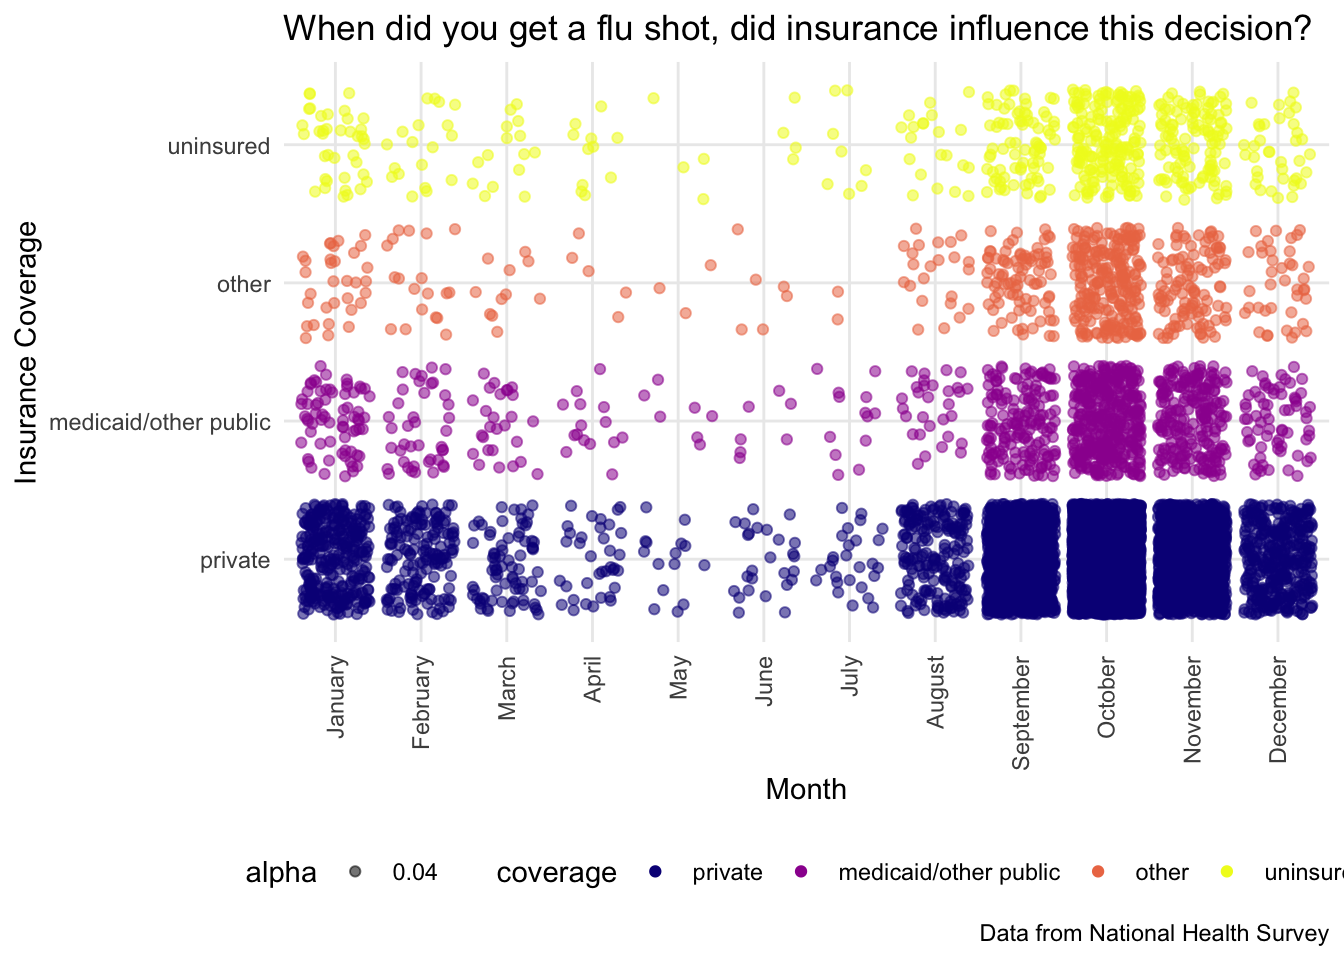 When did you get a flu shot, did insurance influence this decision?
Insurance Coverage
uninsured
other
medicaid/other public
private
January
February
March
April
May
June
July
August
September
October
November
December
Month
alpha 0.04 coverage private medicaid/other public other uninsure
Data from National Health Survey